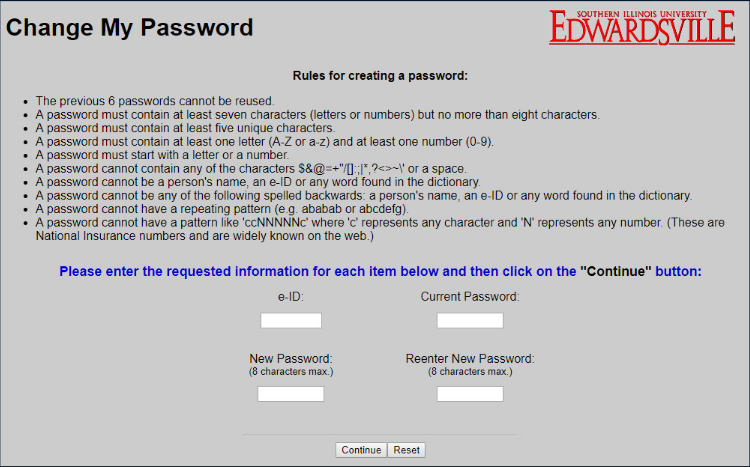 Change My Password
SOUTHERN ILLINOIS UNIVERSITY
EDWARDSVILLE
Rules for creating a password:
• The previous 6 passwords cannot be reused.
• A password must contain at least seven characters (letters or numbers) but no more than eight characters.
• A password must contain at least five unique characters.
• A password must contain at least one letter (A-Z or a-z) and at least one number (0-9).
• A password must start with a letter or a number.
• A password cannot contain any of the characters $&@=+"/[]:;|*,?<>~\' or a space.
• A password cannot be a person's name, an e-ID or any word found in the dictionary.
• A password cannot be any of the following spelled backwards: a person's name, an e-ID or any word found in the dictionary.
• A password cannot have a repeating pattern (e.g. ababab or abcdefg).
• A password cannot have a pattern like 'ccNNNNNc' where 'c' represents any character and 'N' represents any number. (These are
National Insurance numbers and are widely known on the web.)
Please enter the requested information for each item below and then click on the "Continue" button:
e-ID: Current Password:
New Password: Reenter New Password:
(8 characters max.) (8 characters max.)
Continue Reset